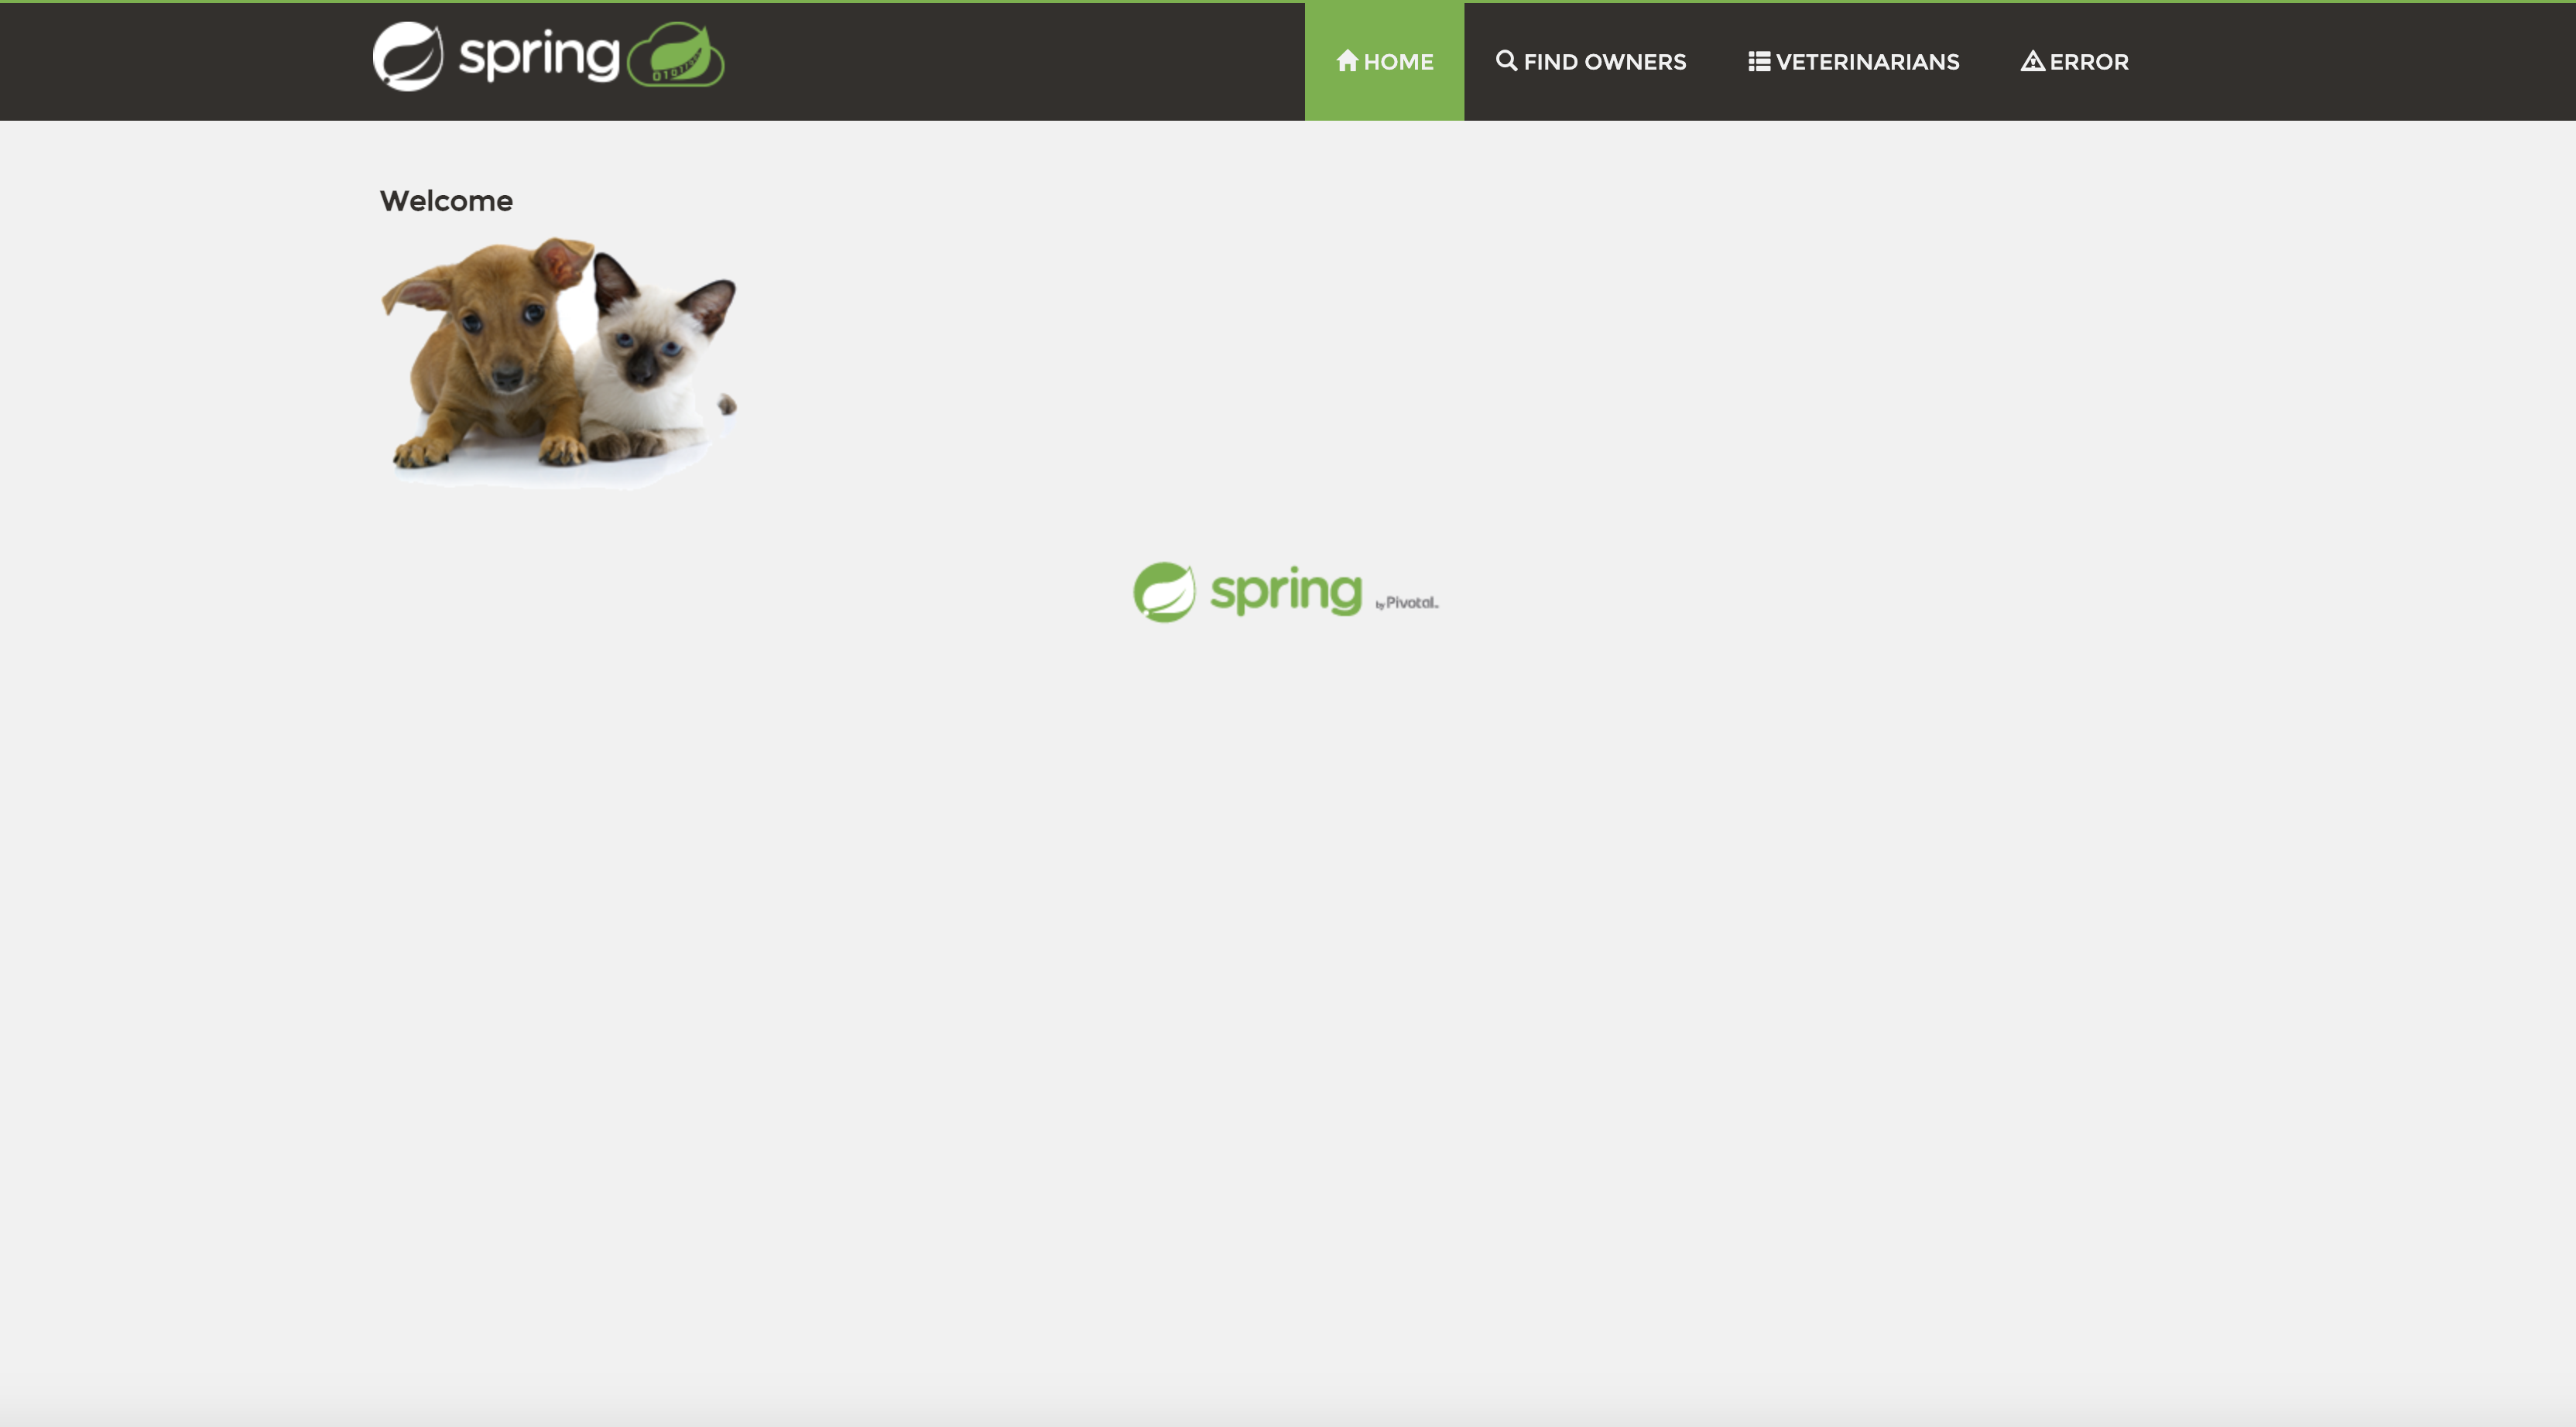 spring
HOME
FIND OWNERS
VETERINARIANS
ERROR
Welcome
spring by Pivotal